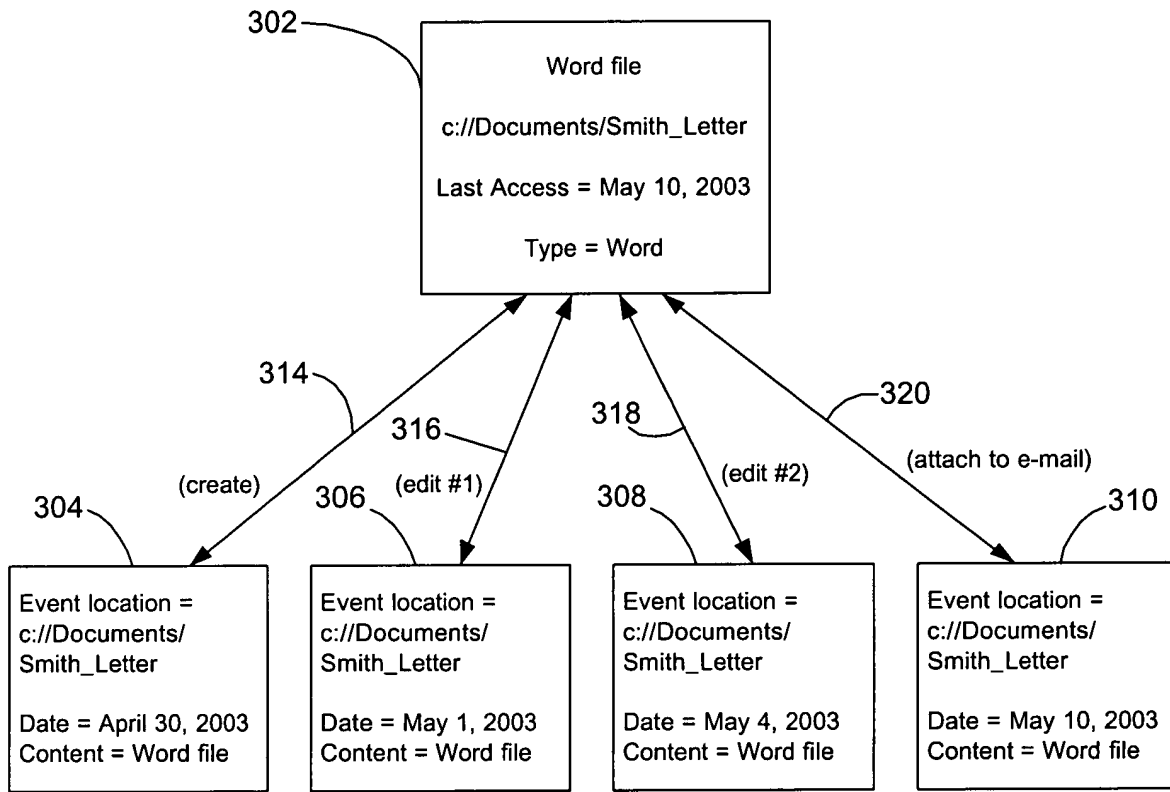 302
Word file
c://Documents/Smith_Letter
Last Access = May 10, 2003
Type = Word
314
316
318
320
(create)
(edit #1)
(edit #2)
(attach to e-mail)
304
306
308
310
Event location =
c://Documents/
Smith_Letter
Date = April 30, 2003
Content = Word file
Event location =
c://Documents/
Smith_Letter
Date = May 1, 2003
Content = Word file
Event location =
c://Documents/
Smith_Letter
Date = May 4, 2003
Content = Word file
Event location =
c://Documents/
Smith_Letter
Date = May 10, 2003
Content = Word file